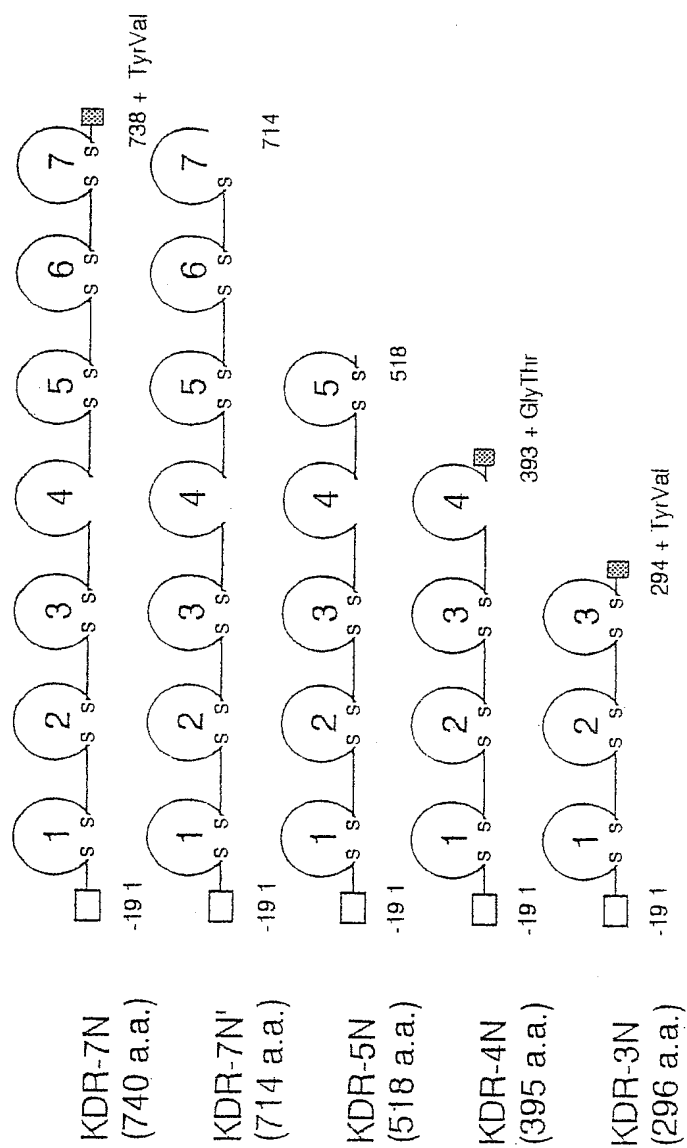 KDR-7N
(740 a.a.)
1 2 3 4 5 6 7
S S S S S S S S S S S S
-19 1
738 + TyrVal
KDR-7N'
(714 a.a.)
1 2 3 4 5 6 7
S S S S S S S S S S S
-19 1
714
KDR-5N
(518 a.a.)
1 2 3 4 5
S S S S S S S S
-19 1
518
KDR-4N
(395 a.a.)
1 2 3 4
S S S S S S
-19 1
393 + GlyThr
KDR-3N
(296 a.a.)
1 2 3
S S S S S S
-19 1
294 + TyrVal